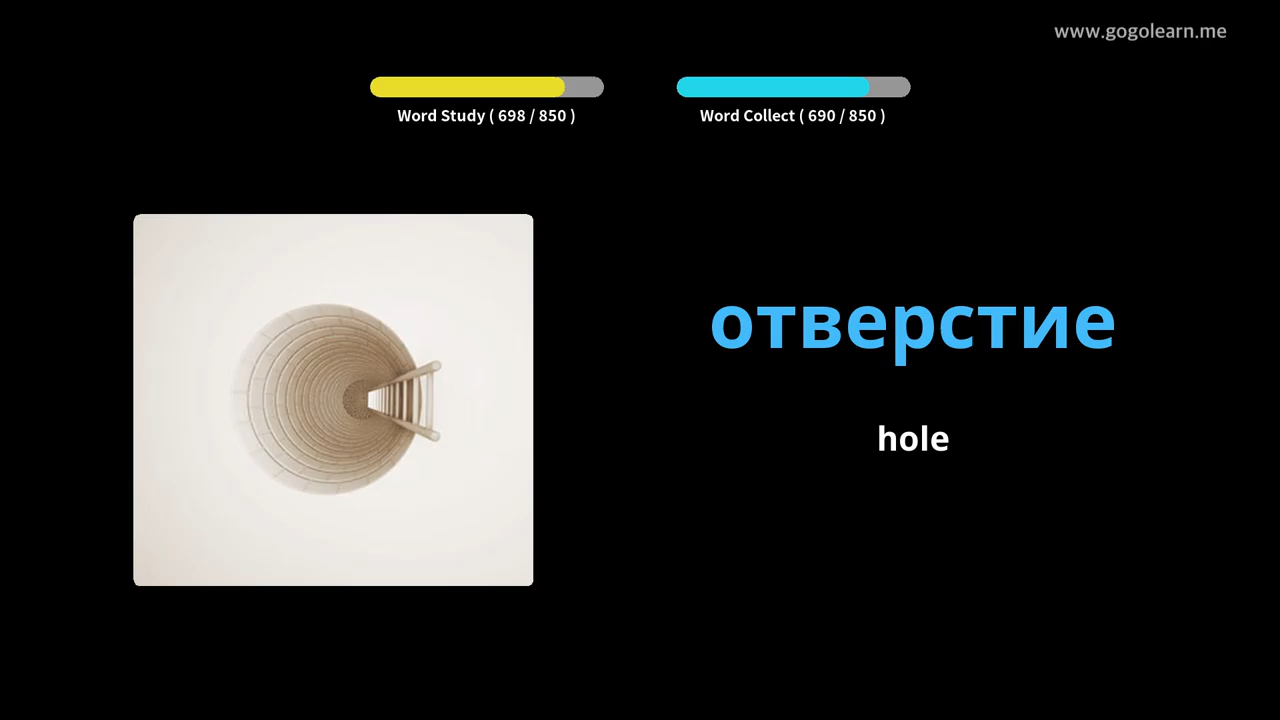 www.gogolearn.me
Word Study ( 698 / 850 )
Word Collect ( 690 / 850 )
отверстие
hole